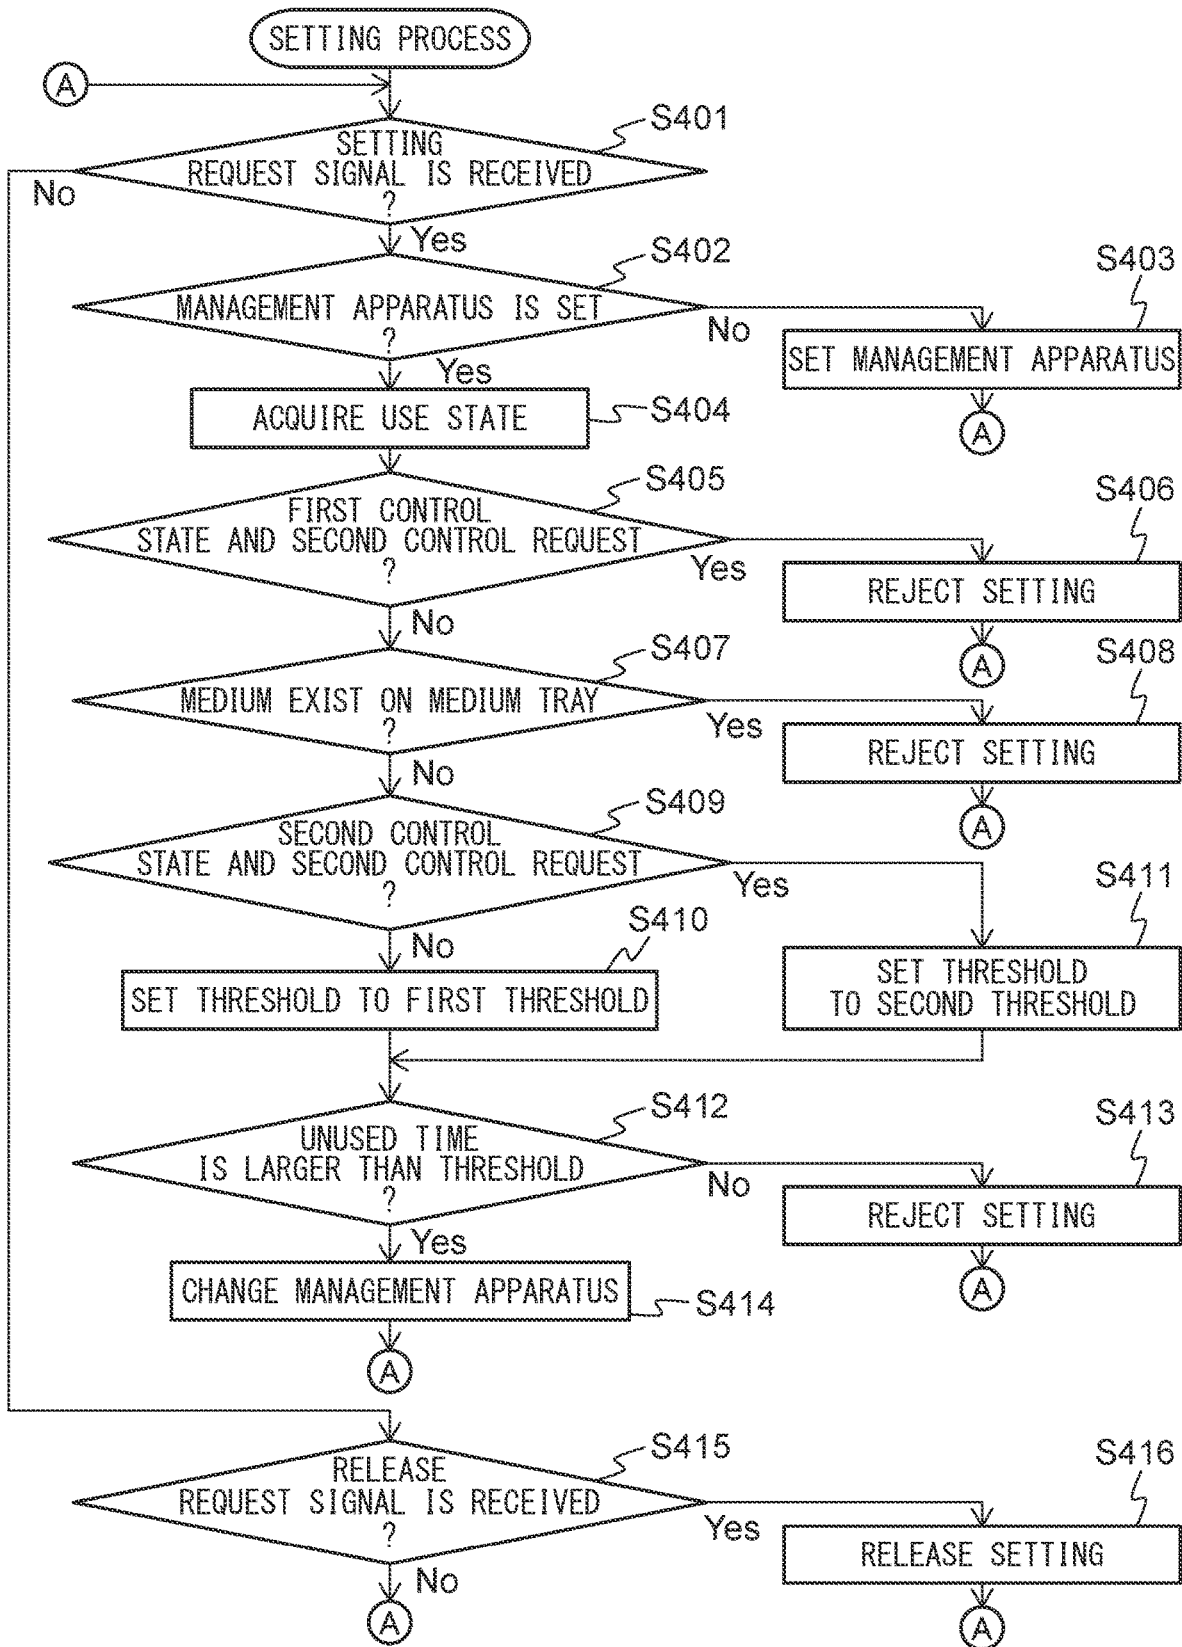 SETTING PROCESS
A
S401
SETTING
REQUEST SIGNAL IS RECEIVED
?
No
Yes
S402
MANAGEMENT APPARATUS IS SET
?
No
Yes
S403
SET MANAGEMENT APPARATUS
A
ACQUIRE USE STATE
S404
S405
FIRST CONTROL
STATE AND SECOND CONTROL REQUEST
?
Yes
No
S406
REJECT SETTING
A
S407
MEDIUM EXIST ON MEDIUM TRAY
?
Yes
No
S408
REJECT SETTING
A
S409
SECOND CONTROL
STATE AND SECOND CONTROL REQUEST
?
Yes
No
S410
SET THRESHOLD TO FIRST THRESHOLD
S411
SET THRESHOLD
TO SECOND THRESHOLD
S412
UNUSED TIME
IS LARGER THAN THRESHOLD
?
No
Yes
S413
REJECT SETTING
A
CHANGE MANAGEMENT APPARATUS
S414
A
S415
RELEASE
REQUEST SIGNAL IS RECEIVED
?
Yes
No
A
S416
RELEASE SETTING
A